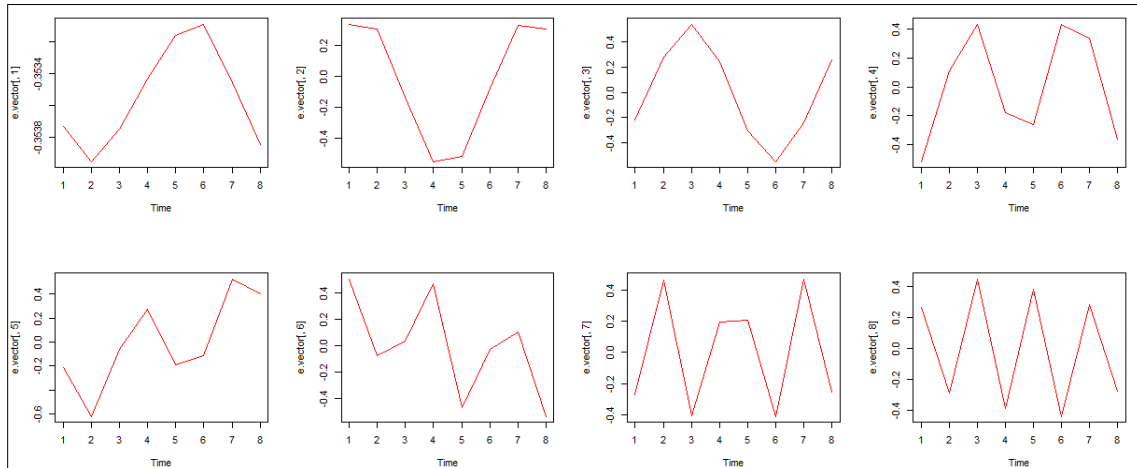 e.vector[, 1]
-0.3534
-0.3538
1 2 3 4 5 6 7 8
Time
e.vector[, 2]
0.2
0.0
-0.2
-0.4
1 2 3 4 5 6 7 8
Time
e.vector[, 3]
0.4
0.2
0.0
-0.2
-0.4
1 2 3 4 5 6 7 8
Time
e.vector[, 4]
0.4
0.2
0.0
-0.2
-0.4
1 2 3 4 5 6 7 8
Time
e.vector[, 5]
0.4
0.2
0.0
-0.2
-0.6
1 2 3 4 5 6 7 8
Time
e.vector[, 6]
0.4
0.2
0.0
-0.2
-0.4
1 2 3 4 5 6 7 8
Time
e.vector[, 7]
0.4
0.2
0.0
-0.2
-0.4
1 2 3 4 5 6 7 8
Time
e.vector[, 8]
0.4
0.2
0.0
-0.2
-0.4
1 2 3 4 5 6 7 8
Time